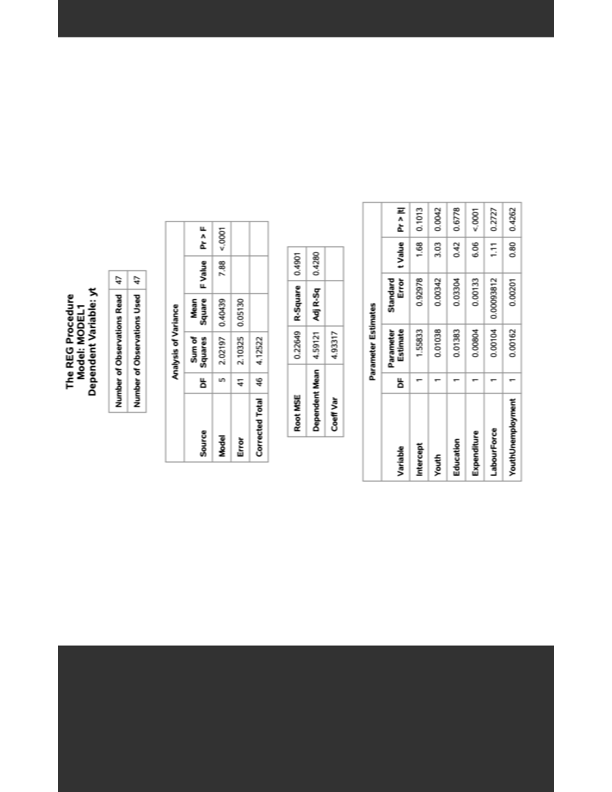 The REG Procedure
Model: MODEL1
Dependent Variable: yt
Number of Observations Read 47
Number of Observations Used 47
Analysis of Variance
Source DF Sum of Squares Mean Square F Value Pr > F
Model 5 2.02197 0.40439 7.88 <.0001
Error 41 2.10325 0.05130
Corrected Total 46 4.12522
Root MSE 0.22649 R-Square 0.4901
Dependent Mean 4.59121 Adj R-Sq 0.4280
Coeff Var 4.93317
Parameter Estimates
Variable DF Parameter Estimate Standard Error t Value Pr > |t|
Intercept 1 1.55833 0.92978 1.68 0.1013
Youth 1 0.01038 0.00342 3.03 0.0042
Education 1 0.01383 0.03304 0.42 0.6778
Expenditure 1 0.00804 0.00133 6.06 <.0001
LabourForce 1 0.00104 0.00093812 1.11 0.2727
YouthUnemployment 1 0.00162 0.00201 0.80 0.4262